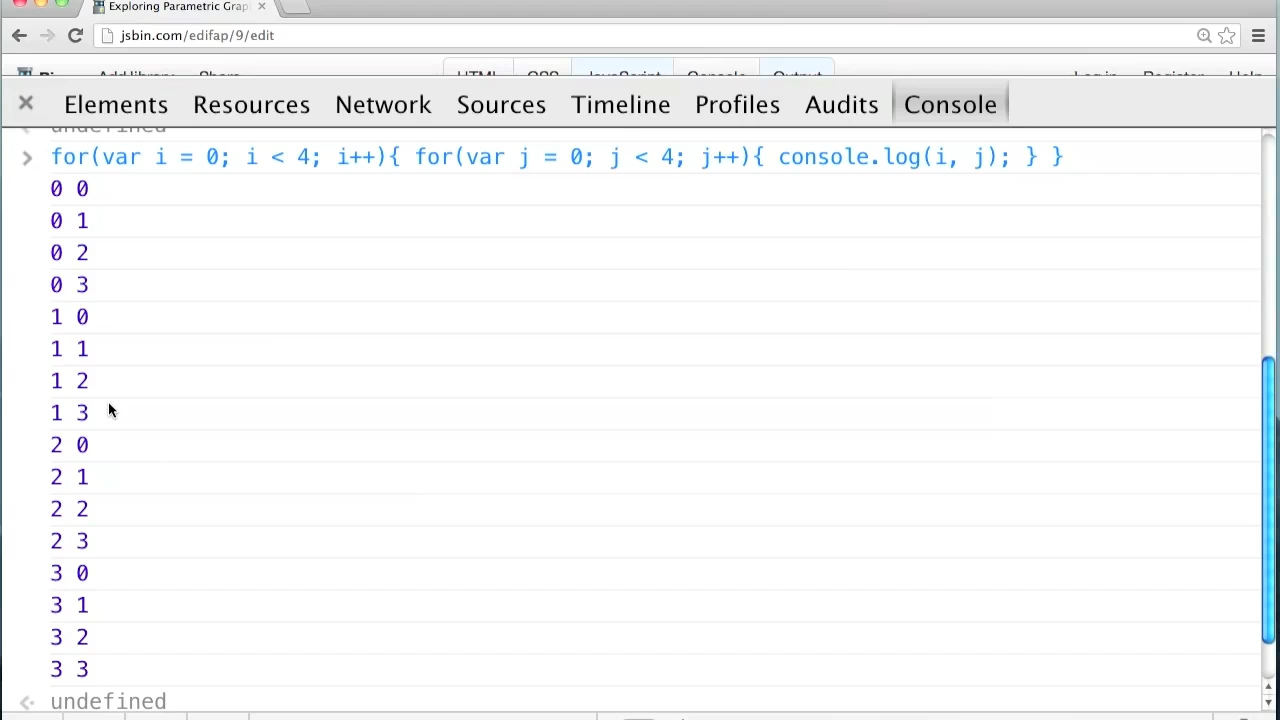 Exploring Parametric Grap
jsbin.com/edifap/9/edit
Elements Resources Network Sources Timeline Profiles Audits Console
undefined
for(var i = 0; i < 4; i++){ for(var j = 0; j < 4; j++){ console.log(i, j); } }
0 0
0 1
0 2
0 3
1 0
1 1
1 2
1 3
2 0
2 1
2 2
2 3
3 0
3 1
3 2
3 3
undefined